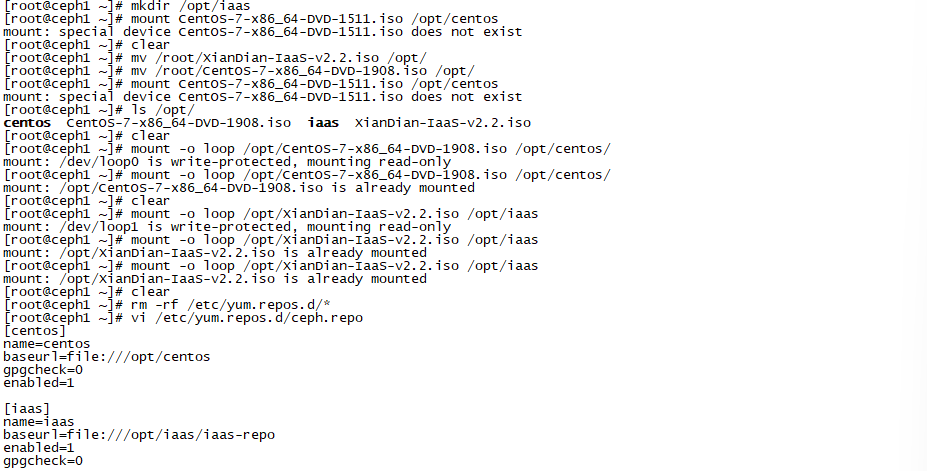 [root@ceph1 ~]# mkdir /opt/iaas
[root@ceph1 ~]# mount CentOS-7-x86_64-DVD-1511.iso /opt/centos
mount: special device CentOS-7-x86_64-DVD-1511.iso does not exist
[root@ceph1 ~]# clear
[root@ceph1 ~]# mv /root/XianDian-IaaS-v2.2.iso /opt/
[root@ceph1 ~]# mv /root/CentOS-7-x86_64-DVD-1908.iso /opt/
[root@ceph1 ~]# mount CentOS-7-x86_64-DVD-1511.iso /opt/centos
mount: special device CentOS-7-x86_64-DVD-1511.iso does not exist
[root@ceph1 ~]# ls /opt/
centos  CentOS-7-x86_64-DVD-1908.iso  iaas  XianDian-IaaS-v2.2.iso
[root@ceph1 ~]# clear
[root@ceph1 ~]# mount -o loop /opt/CentOS-7-x86_64-DVD-1908.iso /opt/centos/
mount: /dev/loop0 is write-protected, mounting read-only
[root@ceph1 ~]# mount -o loop /opt/CentOS-7-x86_64-DVD-1908.iso /opt/centos/
mount: /opt/CentOS-7-x86_64-DVD-1908.iso is already mounted
[root@ceph1 ~]# clear
[root@ceph1 ~]# mount -o loop /opt/XianDian-IaaS-v2.2.iso /opt/iaas
mount: /dev/loop1 is write-protected, mounting read-only
[root@ceph1 ~]# mount -o loop /opt/XianDian-IaaS-v2.2.iso /opt/iaas
mount: /opt/XianDian-IaaS-v2.2.iso is already mounted
[root@ceph1 ~]# mount -o loop /opt/XianDian-IaaS-v2.2.iso /opt/iaas
mount: /opt/XianDian-IaaS-v2.2.iso is already mounted
[root@ceph1 ~]# clear
[root@ceph1 ~]# rm -rf /etc/yum.repos.d/*
[root@ceph1 ~]# vi /etc/yum.repos.d/ceph.repo
[centos]
name=centos
baseurl=file:///opt/centos
gpgcheck=0
enabled=1

[iaas]
name=iaas
baseurl=file:///opt/iaas/iaas-repo
enabled=1
gpgcheck=0